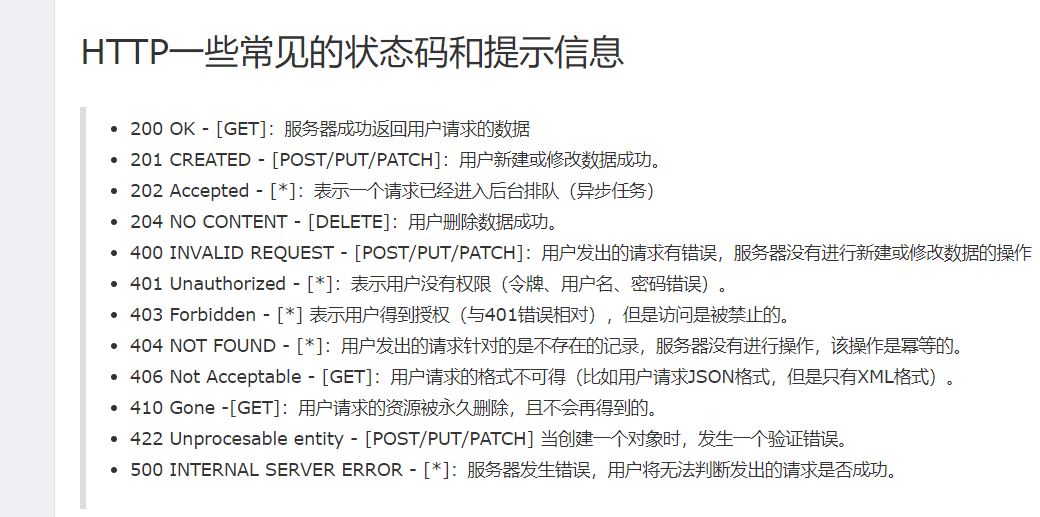 HTTP一些常见的状态码和提示信息
200 OK - [GET]：服务器成功返回用户请求的数据
201 CREATED - [POST/PUT/PATCH]：用户新建或修改数据成功。
202 Accepted - [*]：表示一个请求已经进入后台排队（异步任务）
204 NO CONTENT - [DELETE]：用户删除数据成功。
400 INVALID REQUEST - [POST/PUT/PATCH]：用户发出的请求有错误，服务器没有进行新建或修改数据的操作
401 Unauthorized - [*]：表示用户没有权限（令牌、用户名、密码错误）。
403 Forbidden - [*] 表示用户得到授权（与401错误相对），但是访问是被禁止的。
404 NOT FOUND - [*]：用户发出的请求针对的是不存在的记录，服务器没有进行操作，该操作是幂等的。
406 Not Acceptable - [GET]：用户请求的格式不可得（比如用户请求JSON格式，但是只有XML格式）。
410 Gone -[GET]：用户请求的资源被永久删除，且不会再得到的。
422 Unprocesable entity - [POST/PUT/PATCH] 当创建一个对象时，发生一个验证错误。
500 INTERNAL SERVER ERROR - [*]：服务器发生错误，用户将无法判断发出的请求是否成功。